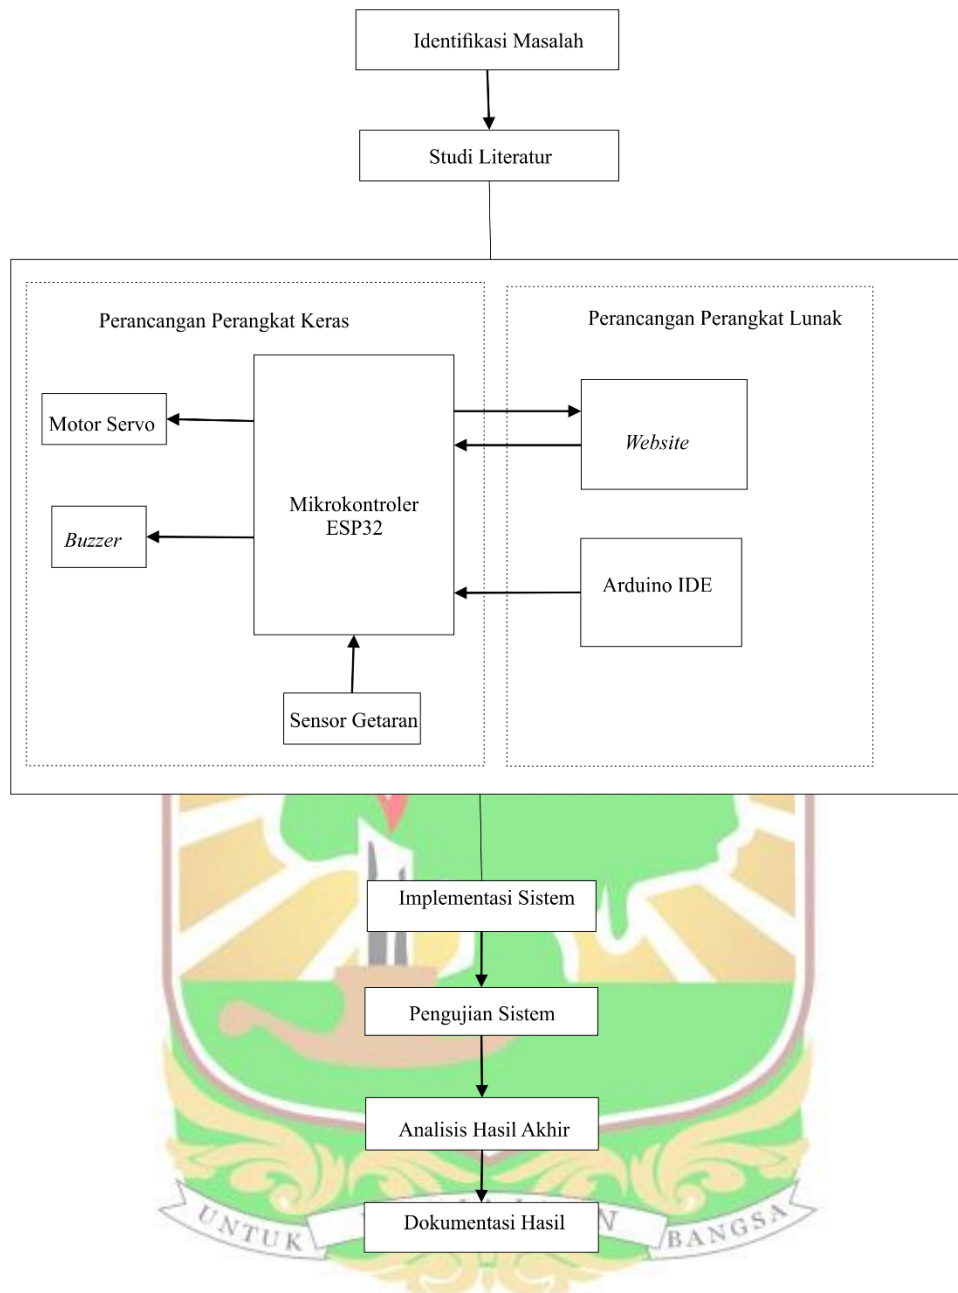 Identifikasi Masalah
Studi Literatur
Perancangan Perangkat Keras
Perancangan Perangkat Lunak
Motor Servo
Website
Mikrokontroler
ESP32
Buzzer
Arduino IDE
Sensor Getaran
Implementasi Sistem
Pengujian Sistem
Analisis Hasil Akhir
Dokumentasi Hasil
UNTUK
BANGSA